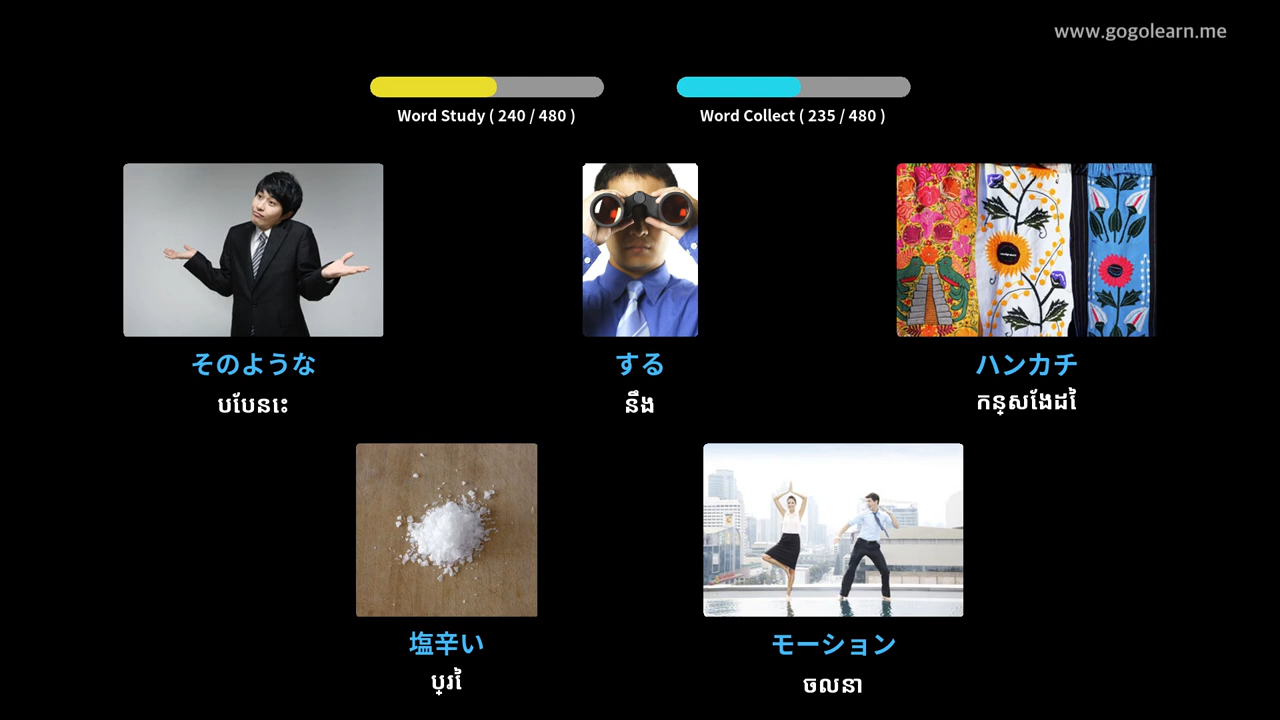 www.gogolearn.me
Word Study ( 240 / 480 )
Word Collect ( 235 / 480 )
そのような
បបែនេះ
する
នឹង
ハンカチ
កន្សែងដៃ
塩辛い
ប្រៃ
モーション
ចលនា